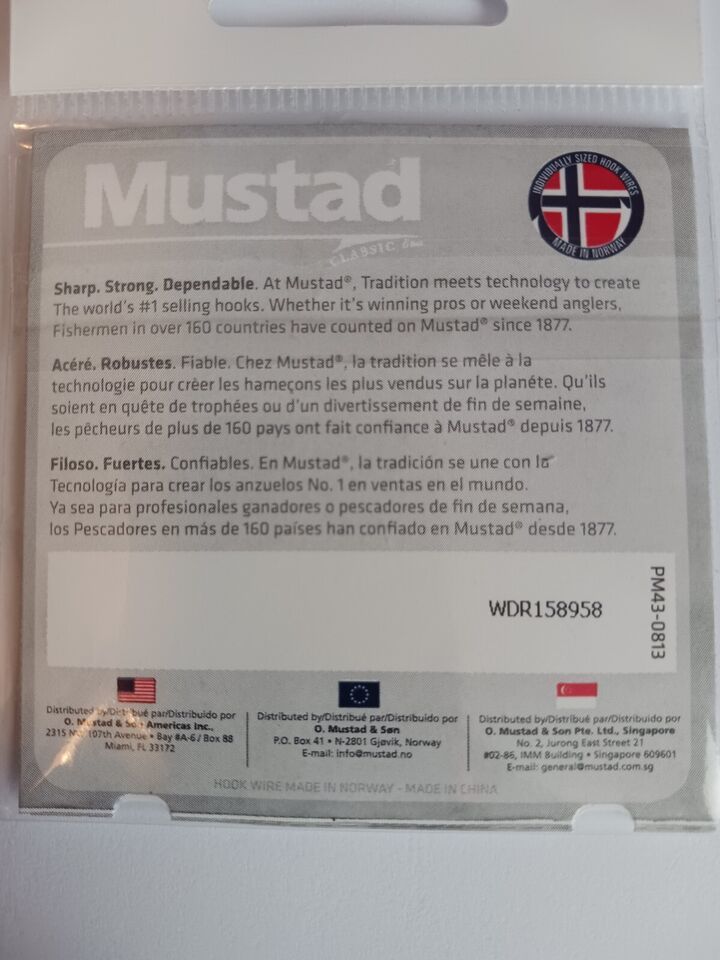 Mustad
CLASSIC line
INDIVIDUALLY SIZED HOOK WIRES
MADE IN NORWAY
Sharp. Strong. Dependable. At Mustad®, Tradition meets technology to create
The world's #1 selling hooks. Whether it's winning pros or weekend anglers,
Fishermen in over 160 countries have counted on Mustad® since 1877.
Acéré. Robustes. Fiable. Chez Mustad®, la tradition se mêle à la
technologie pour créer les hameçons les plus vendus sur la planéte. Qu'ils
soient en quête de trophées ou d'un divertissement de fin de semaine,
les pêcheurs de plus de 160 pays ont fait confiance à Mustad® depuis 1877.
Filoso. Fuertes. Confiables. En Mustad®, la tradición se une con la
Tecnología para crear los anzuelos No. 1 en ventas en el mundo.
Ya sea para profesionales ganadores o pescadores de fin de semana,
los Pescadores en más de 160 países han confiado en Mustad® desde 1877.
WDR158958
PM43-0813
Distributed by/Distribué par/Distribuido por
O. Mustad & Son Americas Inc.,
2315 NW 107th Avenue • Bay #A-6 / Box 88
Miami, FL 33172
Distributed by/Distribué par/Distribuido por
O. Mustad & Søn
P.O. Box 41 • N-2801 Gjøvik, Norway
E-mail: info@mustad.no
Distributed by/Distribué par/Distribuido por
O. Mustad & Son Pte. Ltd., Singapore
No. 2, Jurong East Street 21
#02-86, IMM Building • Singapore 609601
E-mail: general@mustad.com.sg
HOOK WIRE MADE IN NORWAY - MADE IN CHINA